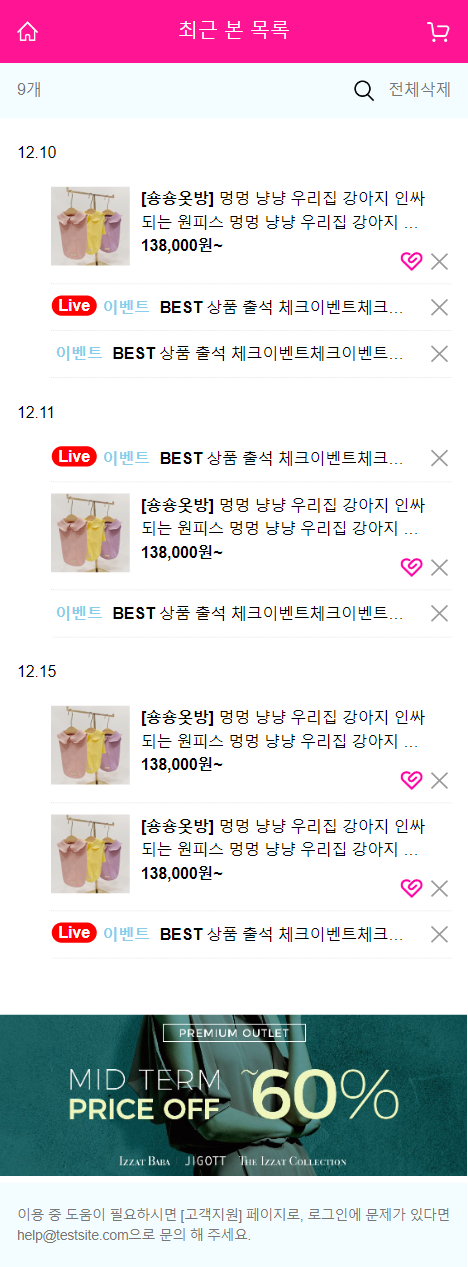 최근 본 목록
9개 전체삭제
12.10
[숑숑옷방] 멍멍 냥냥 우리집 강아지 인싸
되는 원피스 멍멍 냥냥 우리집 강아지 ...
138,000원~
Live 이벤트 BEST 상품 출석 체크이벤트체크...
이벤트 BEST 상품 출석 체크이벤트체크이벤트...
12.11
Live 이벤트 BEST 상품 출석 체크이벤트체크...
[숑숑옷방] 멍멍 냥냥 우리집 강아지 인싸
되는 원피스 멍멍 냥냥 우리집 강아지 ...
138,000원~
이벤트 BEST 상품 출석 체크이벤트체크이벤트...
12.15
[숑숑옷방] 멍멍 냥냥 우리집 강아지 인싸
되는 원피스 멍멍 냥냥 우리집 강아지 ...
138,000원~
[숑숑옷방] 멍멍 냥냥 우리집 강아지 인싸
되는 원피스 멍멍 냥냥 우리집 강아지 ...
138,000원~
Live 이벤트 BEST 상품 출석 체크이벤트체크...
PREMIUM OUTLET
MID TERM
PRICE OFF ~60%
IZZAT BABA / JIGOTT THE IZZAT COLLECTION
이용 중 도움이 필요하시면 [고객지원] 페이지로, 로그인에 문제가 있다면
help@testsite.com으로 문의 해 주세요.